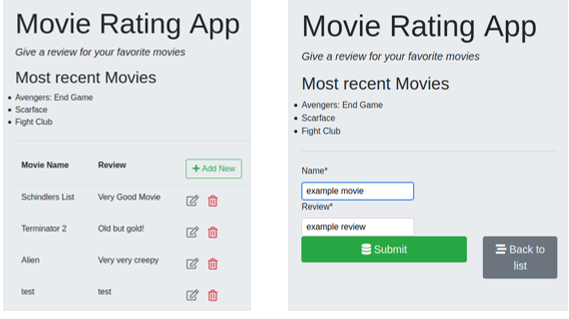 Movie Rating App
Give a review for your favorite movies
Most recent Movies
Avengers: End Game
Scarface
Fight Club
Movie Name Review + Add New
Schindlers List Very Good Movie
Terminator 2 Old but gold!
Alien Very very creepy
test test
Movie Rating App
Give a review for your favorite movies
Most recent Movies
Avengers: End Game
Scarface
Fight Club
Name*
example movie
Review*
example review
Submit
Back to
list